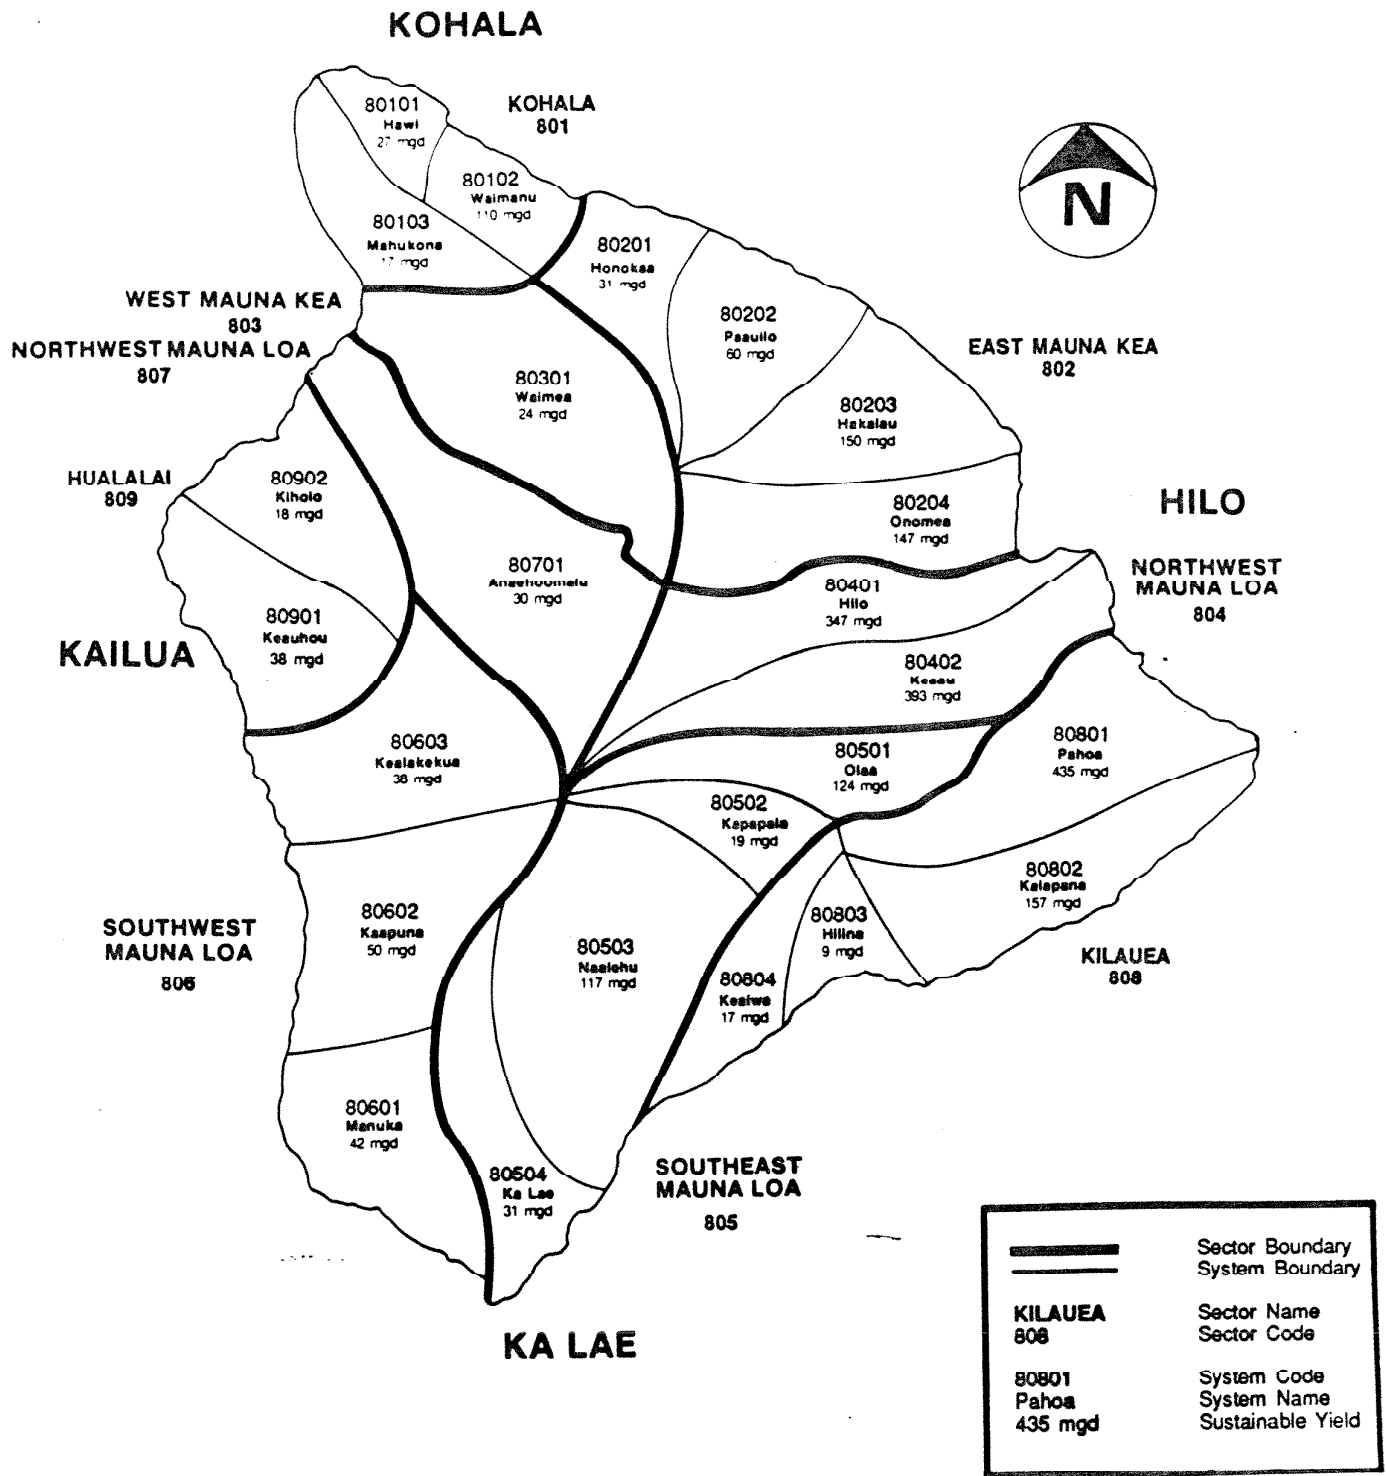 KOHALA
80101
Hawi
27 mgd
KOHALA
801
80102
Waimanu
110 mgd
80103
Mahukona
17 mgd
N
80201
Honokaa
31 mgd
WEST MAUNA KEA
803
80202
Paauilo
60 mgd
NORTHWEST MAUNA LOA
807
EAST MAUNA KEA
802
80301
Waimea
24 mgd
80203
Hakalau
150 mgd
HUALALAI
809
80902
Kiholo
18 mgd
80204
Onomea
147 mgd
HILO
80701
Anaehoomalu
30 mgd
NORTHWEST
MAUNA LOA
804
80401
Hilo
347 mgd
80901
Keauhou
38 mgd
KAILUA
80402
Keaau
393 mgd
80603
Kealakekua
38 mgd
80501
Olaa
124 mgd
80801
Pahoa
435 mgd
80502
Kapapala
19 mgd
80802
Kalapana
157 mgd
80602
Kaapuna
50 mgd
80803
Hilina
9 mgd
SOUTHWEST
MAUNA LOA
806
80503
Naalehu
117 mgd
KILAUEA
808
80804
Kealwa
17 mgd
80601
Manuka
42 mgd
80504
Ka Lae
31 mgd
SOUTHEAST
MAUNA LOA
805
KA LAE
Sector Boundary
System Boundary
KILAUEA Sector Name
808 Sector Code
80801 System Code
Pahoa System Name
435 mgd Sustainable Yield